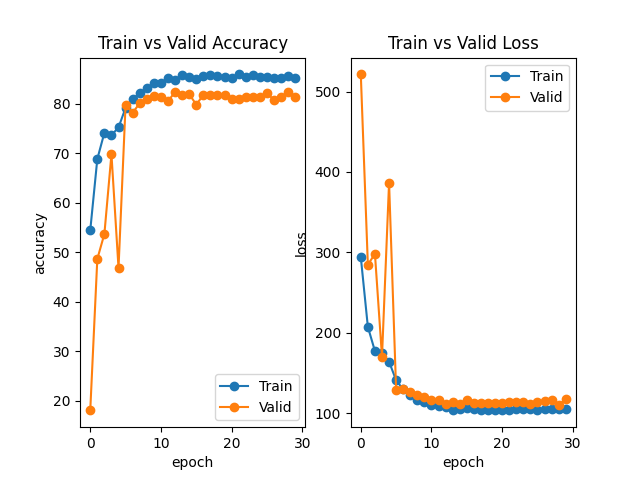 Train vs Valid Accuracy
80
70
60
50
40
30
20
accuracy
0
10
20
30
epoch
Train
Valid
Train vs Valid Loss
500
400
300
200
100
loss
0
10
20
30
epoch
Train
Valid